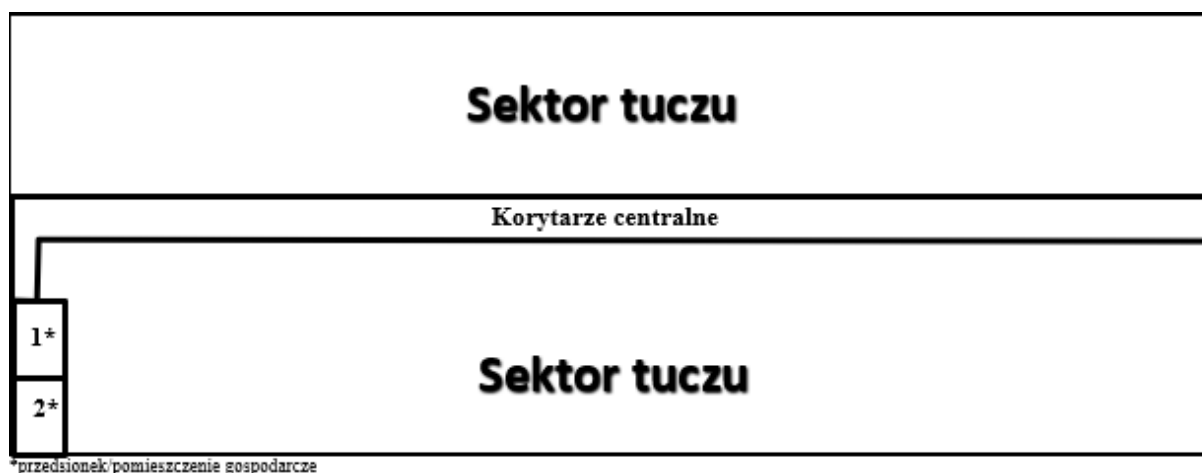 Sektor tuczu
Korytarze centralne
1*
Sektor tuczu
2*
*przedsionek/pomieszczenie gospodarcze